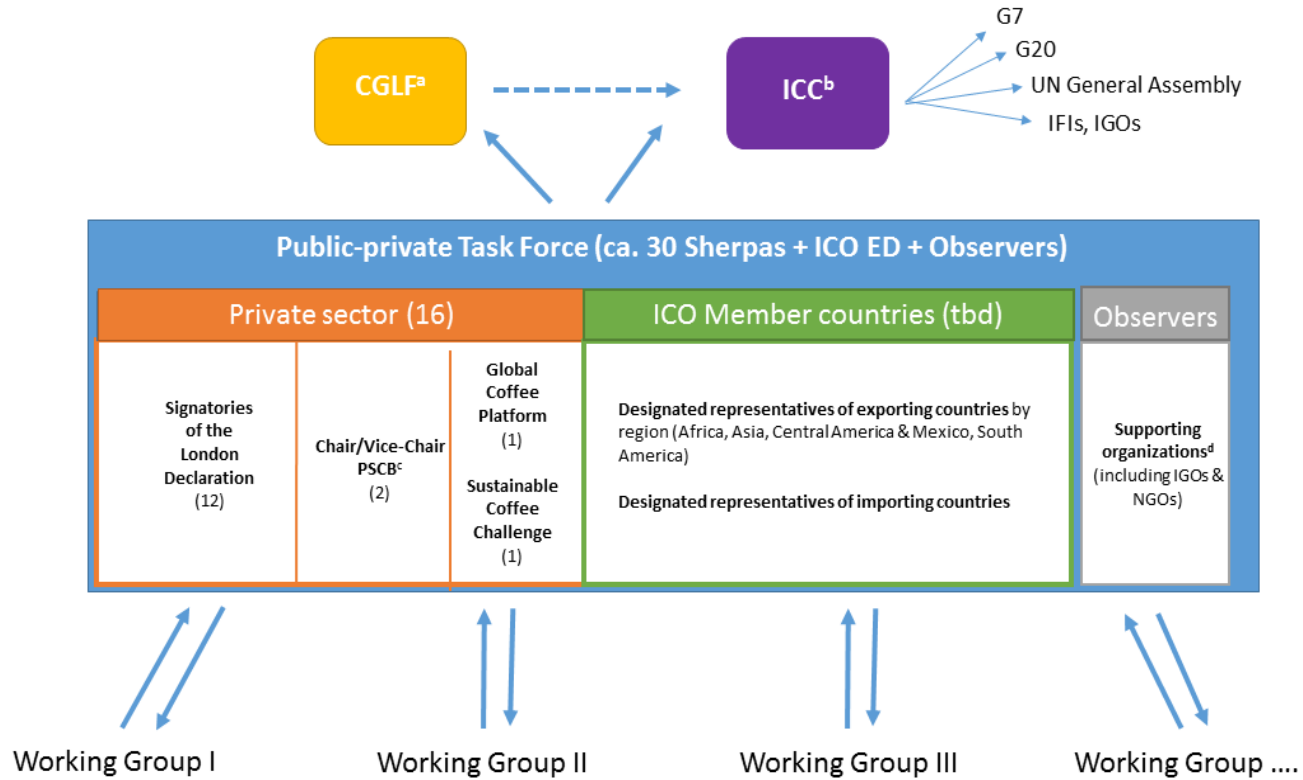 G7
G20
UN General Assembly
IFIs, IGOs
CGLFᵃ
ICCᵇ
Public-private Task Force (ca. 30 Sherpas + ICO ED + Observers)
Private sector (16)
ICO Member countries (tbd)
Observers
Signatories
of the
London
Declaration
(12)
Chair/Vice-Chair
PSCBᶜ
(2)
Global
Coffee
Platform
(1)
Sustainable
Coffee
Challenge
(1)
Designated representatives of exporting countries by
region (Africa, Asia, Central America & Mexico, South
America)
Designated representatives of importing countries
Supporting
organizationsᵈ
(including IGOs &
NGOs)
Working Group I
Working Group II
Working Group III
Working Group ....